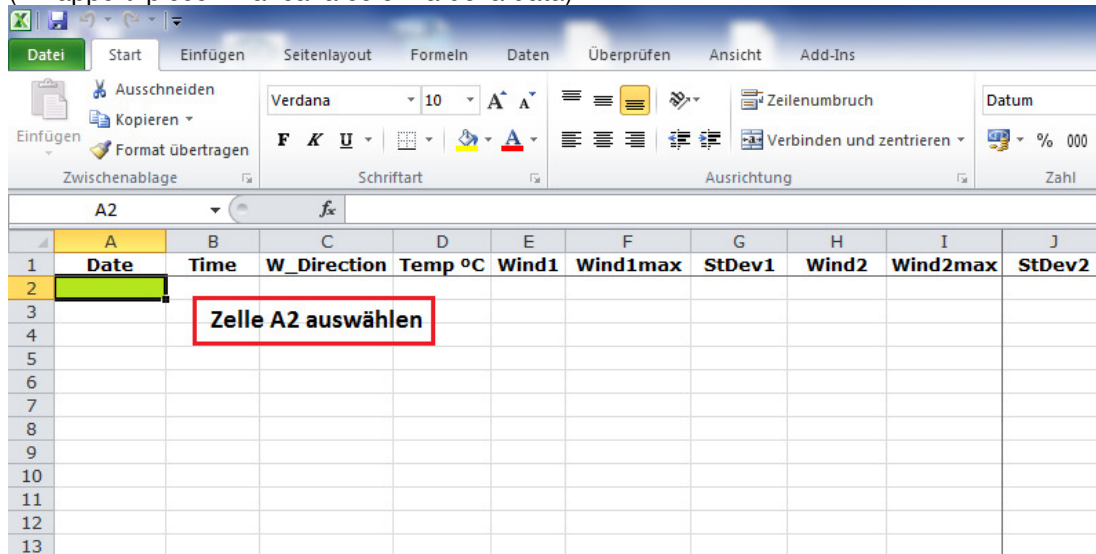 Datei Start Einfügen Seitenlayout Formeln Daten Überprüfen Ansicht Add-Ins
Ausschneiden
Kopieren
Format übertragen
Einfügen
Zwischenablage
Verdana 10
F K U
Schriftart
Zeilenumbruch
Verbinden und zentrieren
Ausrichtung
Datum
% 000
Zahl
A2 fx
A B C D E F G H I J
1 Date Time W_Direction Temp ºC Wind1 Wind1max StDev1 Wind2 Wind2max StDev2
2
3 Zelle A2 auswählen
4
5
6
7
8
9
10
11
12
13